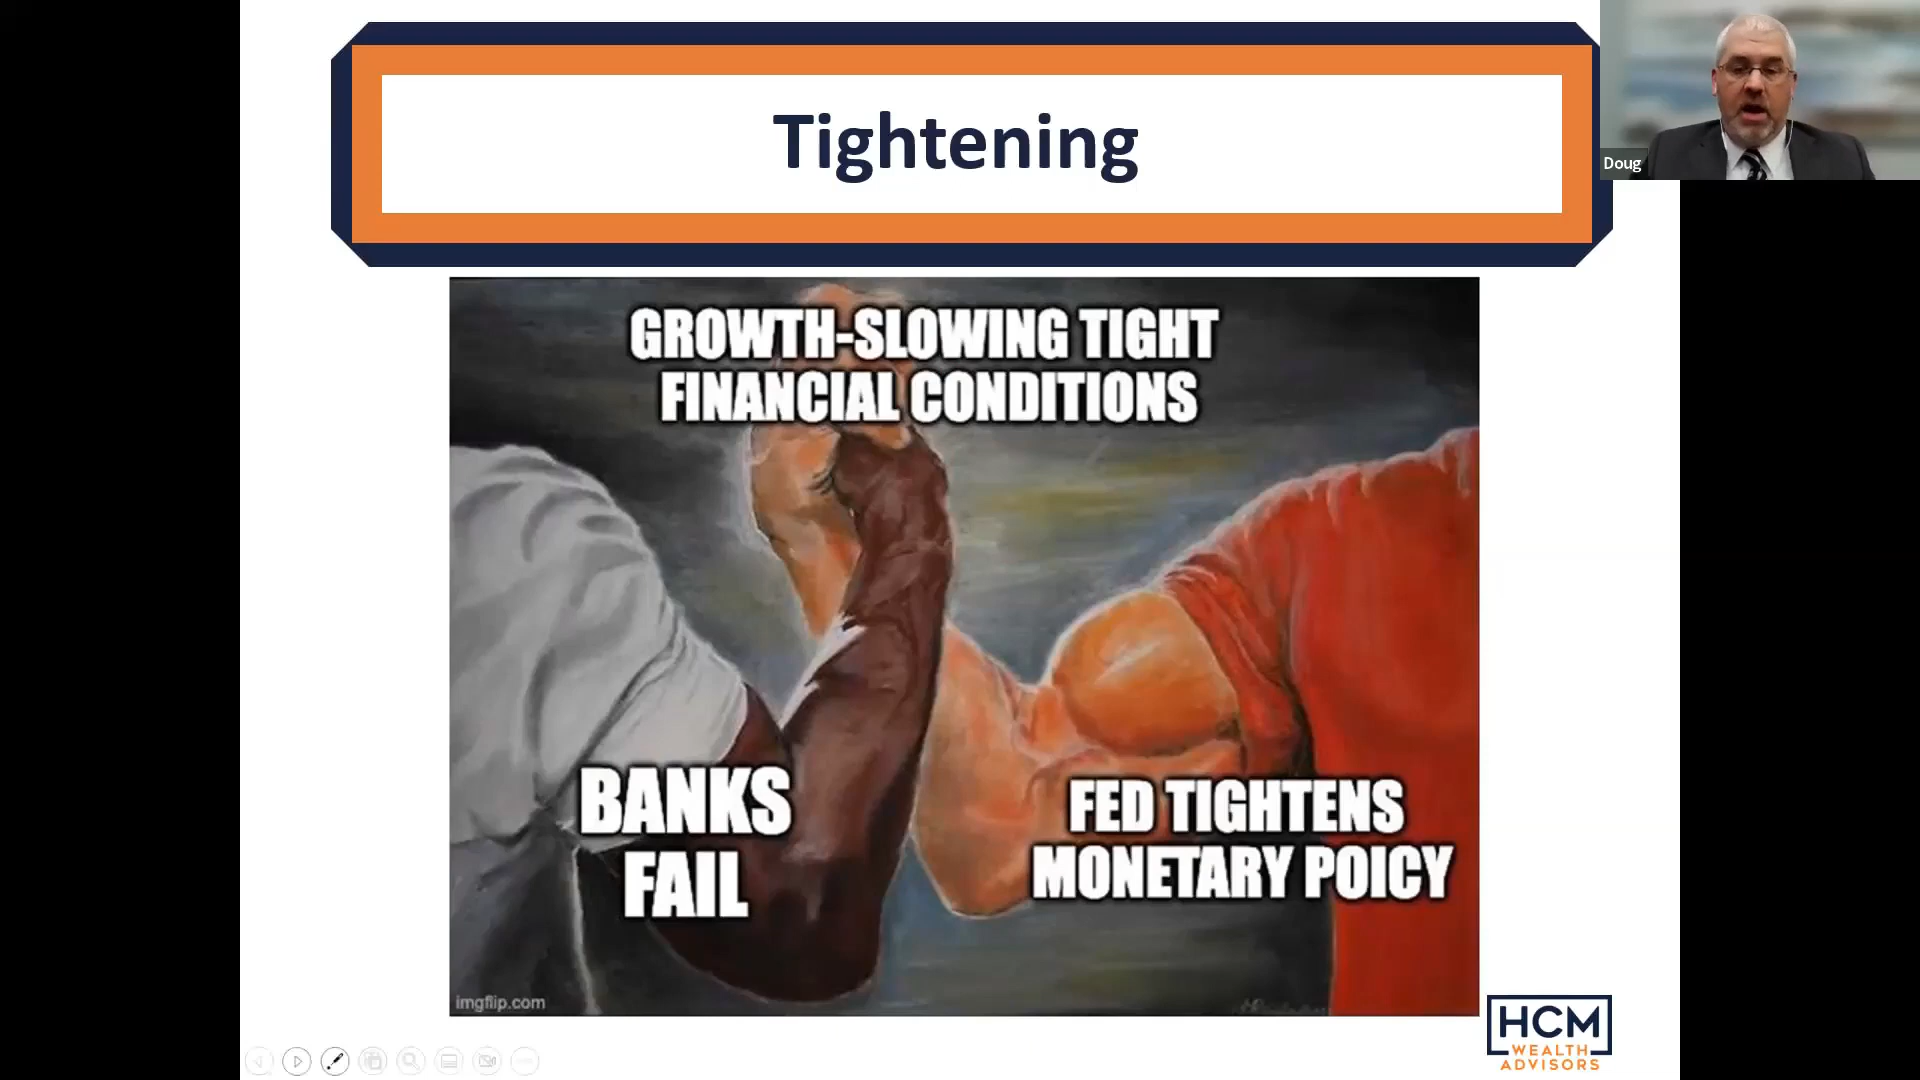 Tightening
Doug
GROWTH-SLOWING TIGHT
FINANCIAL CONDITIONS
BANKS
FAIL
FED TIGHTENS
MONETARY POICY
imgflip.com
HCM
WEALTH
ADVISORS